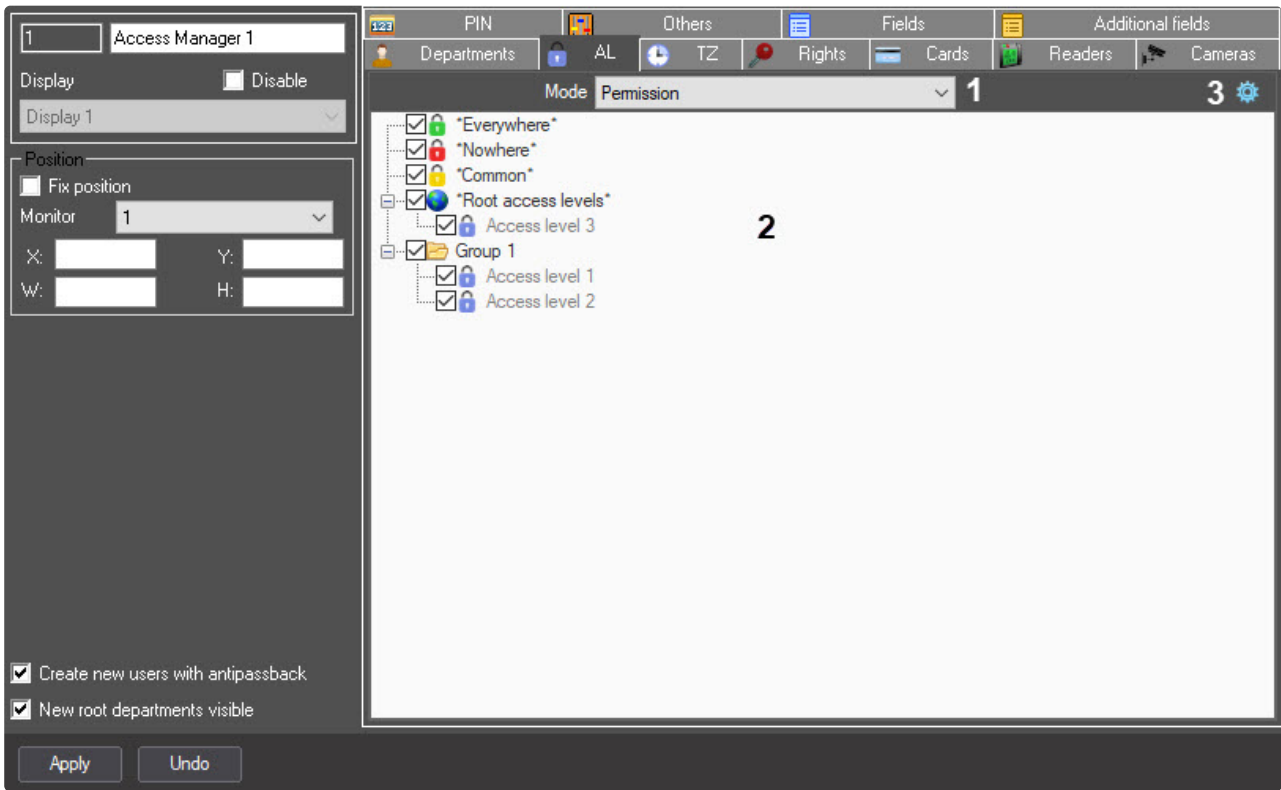 1
Access Manager 1
Display
Disable
Display 1
Position
Fix position
Monitor
1
X:
Y:
W:
H:
Create new users with antipassback
New root departments visible
Apply
Undo
123
PIN
Others
Fields
Additional fields
Departments
AL
TZ
Rights
Cards
Readers
Cameras
Mode
Permission
1
3
*Everywhere*
*Nowhere*
*Common*
*Root access levels*
Access level 3
2
Group 1
Access level 1
Access level 2